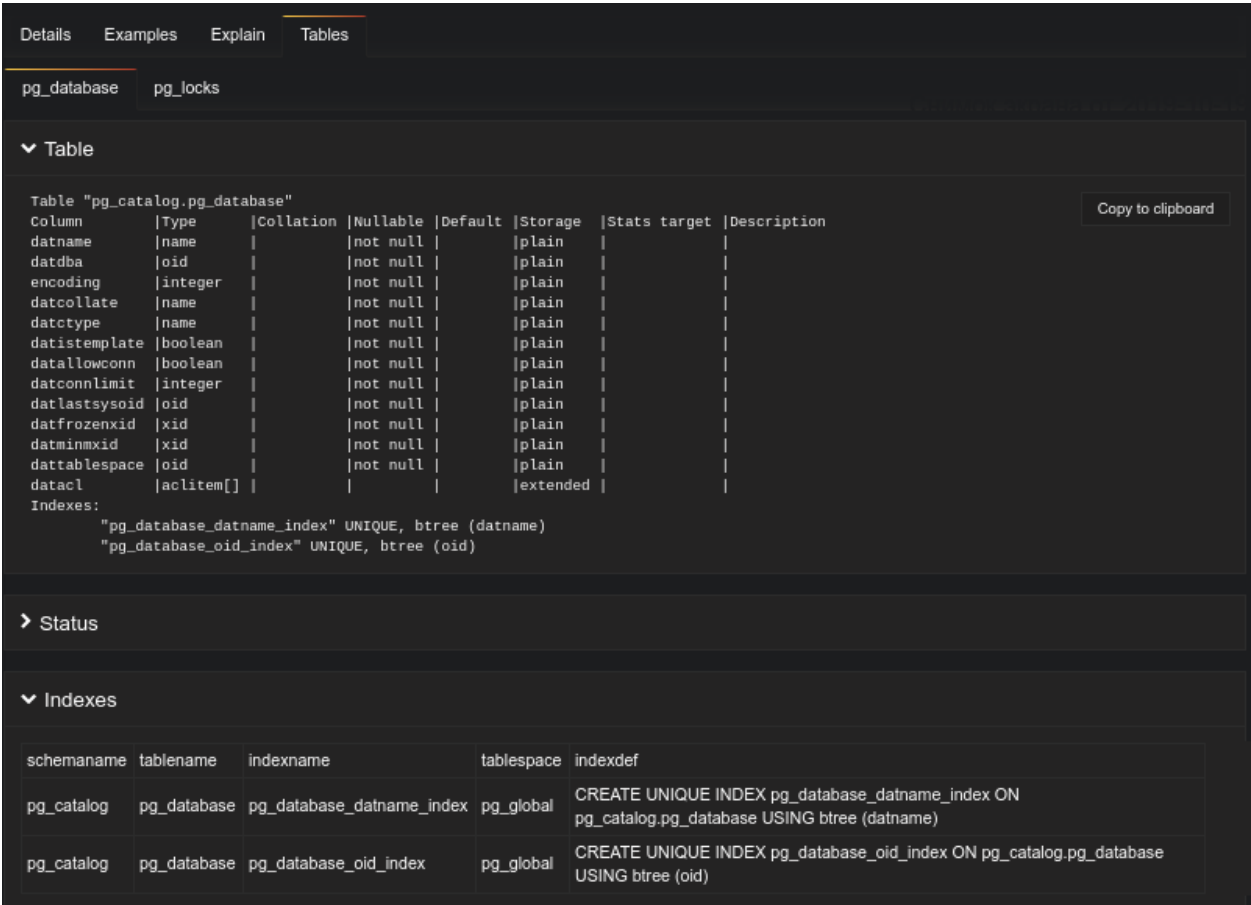 Details Examples Explain Tables
pg_database pg_locks
Table
Table "pg_catalog.pg_database"
Copy to clipboard
Column |Type |Collation |Nullable |Default |Storage |Stats target |Description
datname |name | |not null | |plain | |
datdba |oid | |not null | |plain | |
encoding |integer | |not null | |plain | |
datcollate |name | |not null | |plain | |
datctype |name | |not null | |plain | |
datistemplate |boolean | |not null | |plain | |
datallowconn |boolean | |not null | |plain | |
datconnlimit |integer | |not null | |plain | |
datlastsysoid |oid | |not null | |plain | |
datfrozenxid |xid | |not null | |plain | |
datminmxid |xid | |not null | |plain | |
dattablespace |oid | |not null | |plain | |
datacl |aclitem[] | | | |extended | |
Indexes:
"pg_database_datname_index" UNIQUE, btree (datname)
"pg_database_oid_index" UNIQUE, btree (oid)
Status
Indexes
schemaname tablename indexname tablespace indexdef
pg_catalog pg_database pg_database_datname_index pg_global CREATE UNIQUE INDEX pg_database_datname_index ON
pg_catalog.pg_database USING btree (datname)
pg_catalog pg_database pg_database_oid_index pg_global CREATE UNIQUE INDEX pg_database_oid_index ON pg_catalog.pg_database
USING btree (oid)